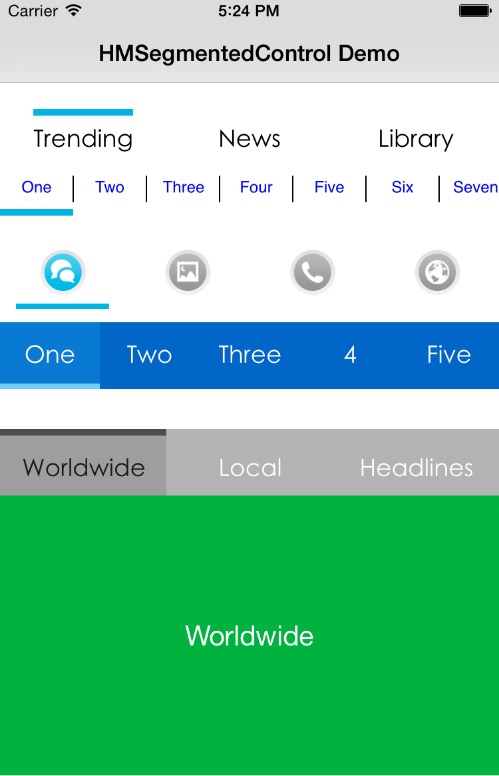 Carrier 5:24 PM
HMSegmentedControl Demo
Trending News Library
One Two Three Four Five Six Seven
One Two Three 4 Five
Worldwide Local Headlines
Worldwide